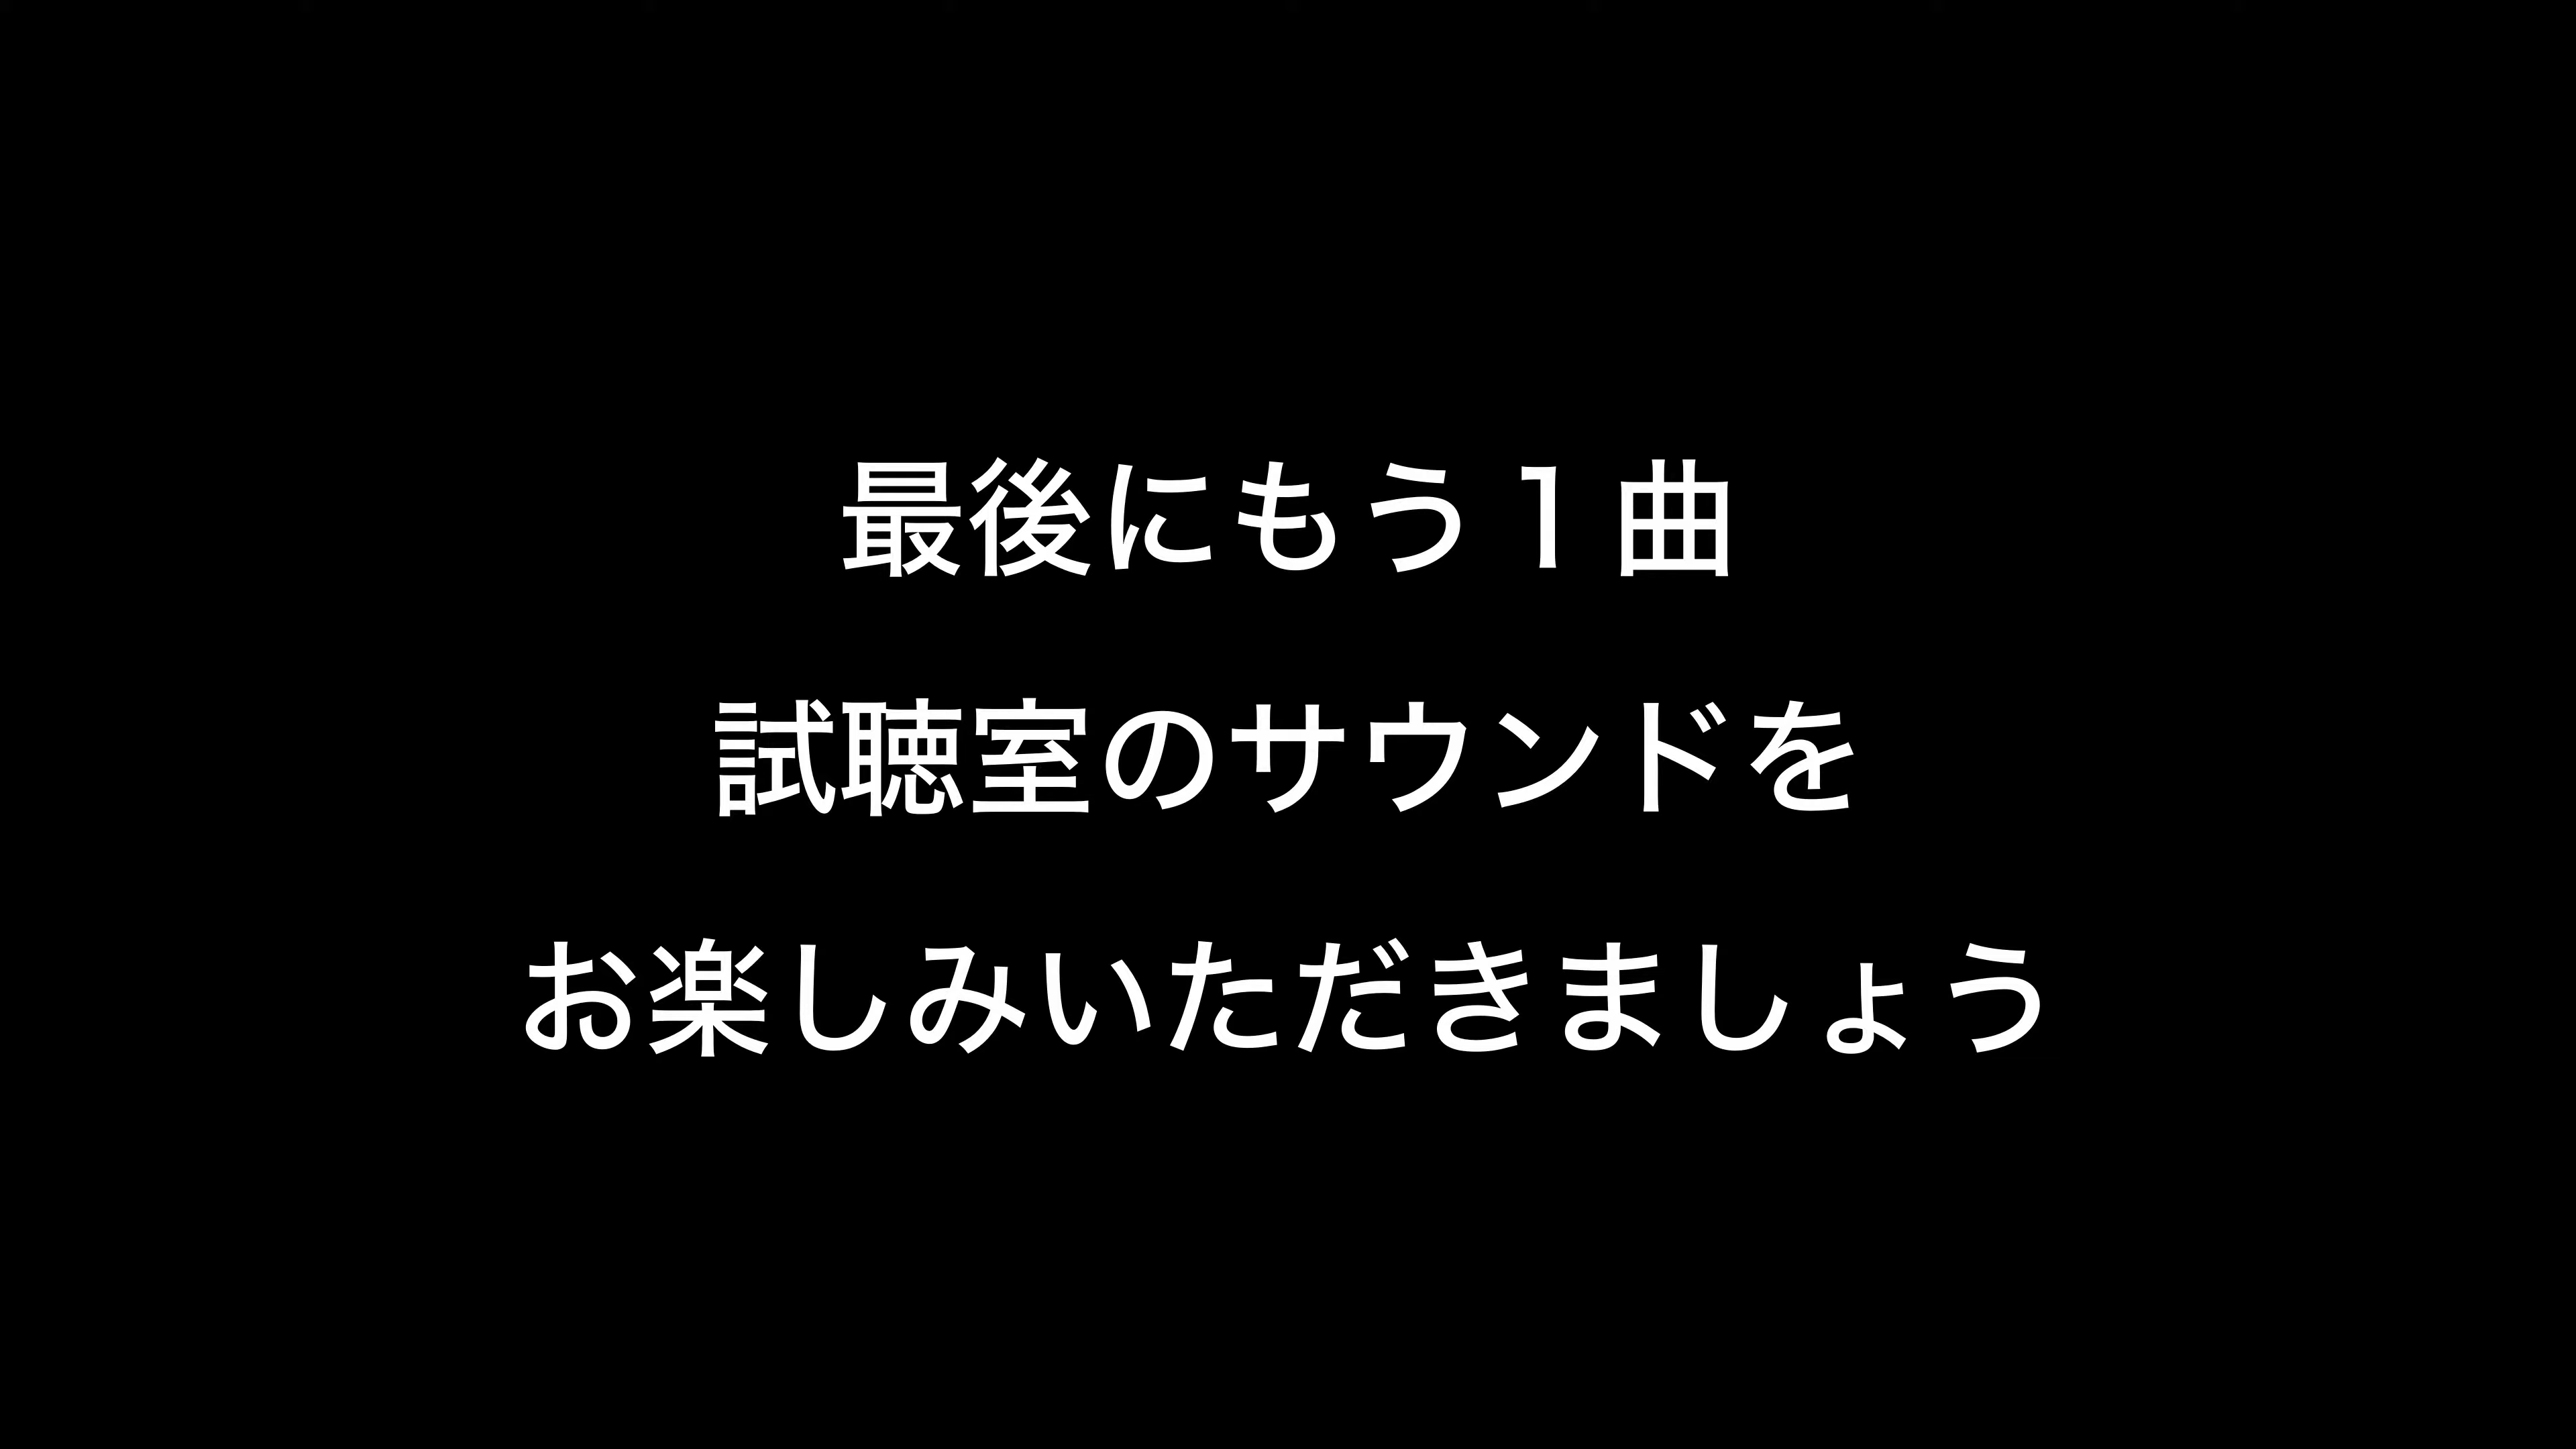 最後にもう１曲
試聴室のサウンドを
お楽しみいただきましょう